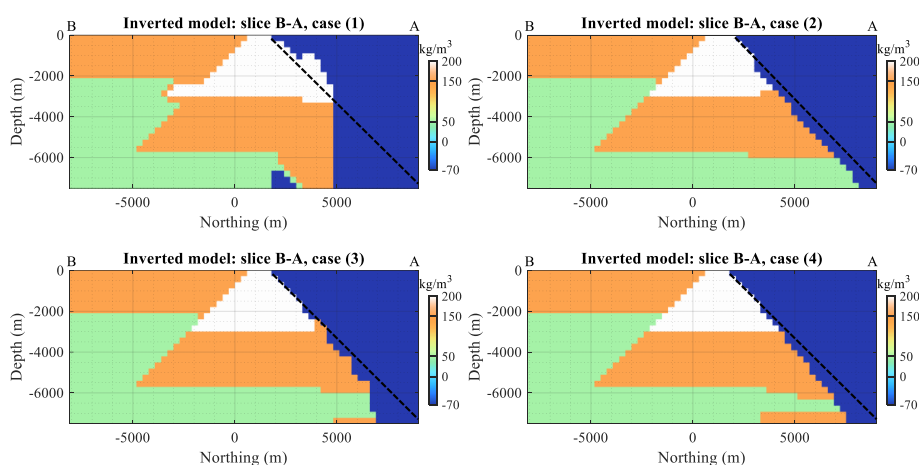 Inverted model: slice B-A, case (1)
B
A
kg/m³
0
-2000
-4000
-6000
Depth (m)
-5000
0
5000
Northing (m)
200
150
50
0
-70
Inverted model: slice B-A, case (2)
B
A
kg/m³
0
-2000
-4000
-6000
Depth (m)
-5000
0
5000
Northing (m)
200
150
50
0
-70
Inverted model: slice B-A, case (3)
B
A
kg/m³
0
-2000
-4000
-6000
Depth (m)
-5000
0
5000
Northing (m)
200
150
50
0
-70
Inverted model: slice B-A, case (4)
B
A
kg/m³
0
-2000
-4000
-6000
Depth (m)
-5000
0
5000
Northing (m)
200
150
50
0
-70